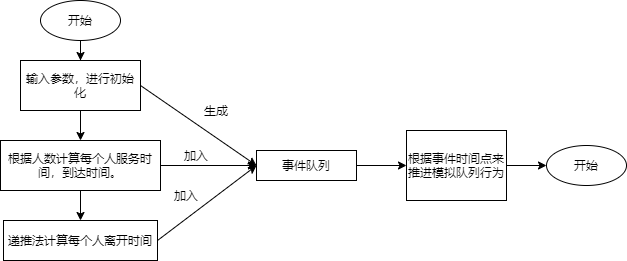 开始
输入参数，进行初始
化
生成
根据人数计算每个人服务时
间，到达时间。
加入
事件队列
根据事件时间点来
推进模拟队列行为
开始
加入
递推法计算每个人离开时间